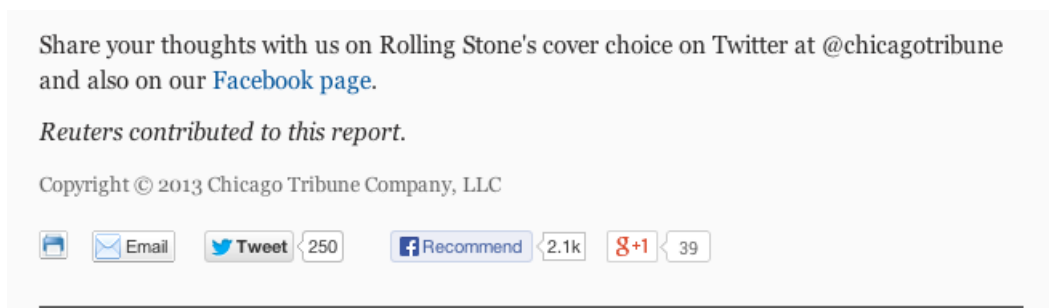 Share your thoughts with us on Rolling Stone's cover choice on Twitter at @chicagotribune
and also on our Facebook page.
Reuters contributed to this report.
Copyright © 2013 Chicago Tribune Company, LLC
Email Tweet 250 Recommend 2.1k g+1 39